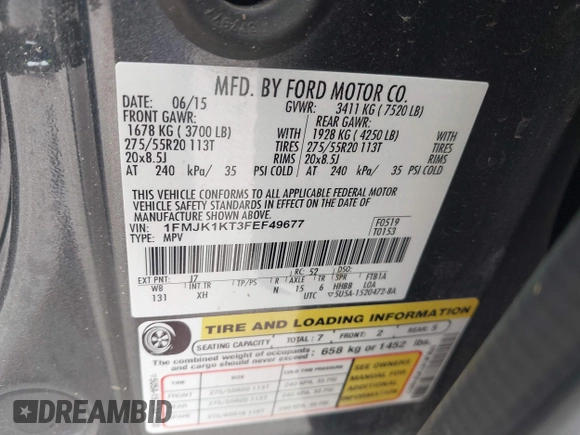 MFD. BY FORD MOTOR CO.
DATE: 06/15 GVWR: 3411 KG ( 7520 LB)
FRONT GAWR: REAR GAWR:
1678 KG ( 3700 LB) WITH 1928 KG ( 4250 LB) WITH
275/55R20 113T TIRES 275/55R20 113T TIRES
20x8.5J RIMS 20x8.5J RIMS
AT 240 kPa/ 35 PSI COLD AT 240 kPa/ 35 PSI COLD
THIS VEHICLE CONFORMS TO ALL APPLICABLE FEDERAL MOTOR
VEHICLE SAFETY STANDARDS IN EFFECT ON THE DATE OF
MANUFACTURE SHOWN ABOVE.
VIN: 1FMJK1KT3FEF49677 F0519
TYPE: MPV T0153
EXT PNT: J7 RC: 52 DSO:
WB INT TR TP/PS R AXLE TR SPR FTB1A
131 XH N 15 6 HHBB LOA
UTC 5U5A-1520472-BA
TIRE AND LOADING INFORMATION
SEATING CAPACITY TOTAL: 7 FRONT: 2 REAR: 5
The combined weight of occupants and cargo should never exceed: 658 kg or 1452 lbs.
TIRE SIZE COLD TIRE PRESSURE
SEE OWNERS
MANUAL FOR
ADDITIONAL
INFORMATION